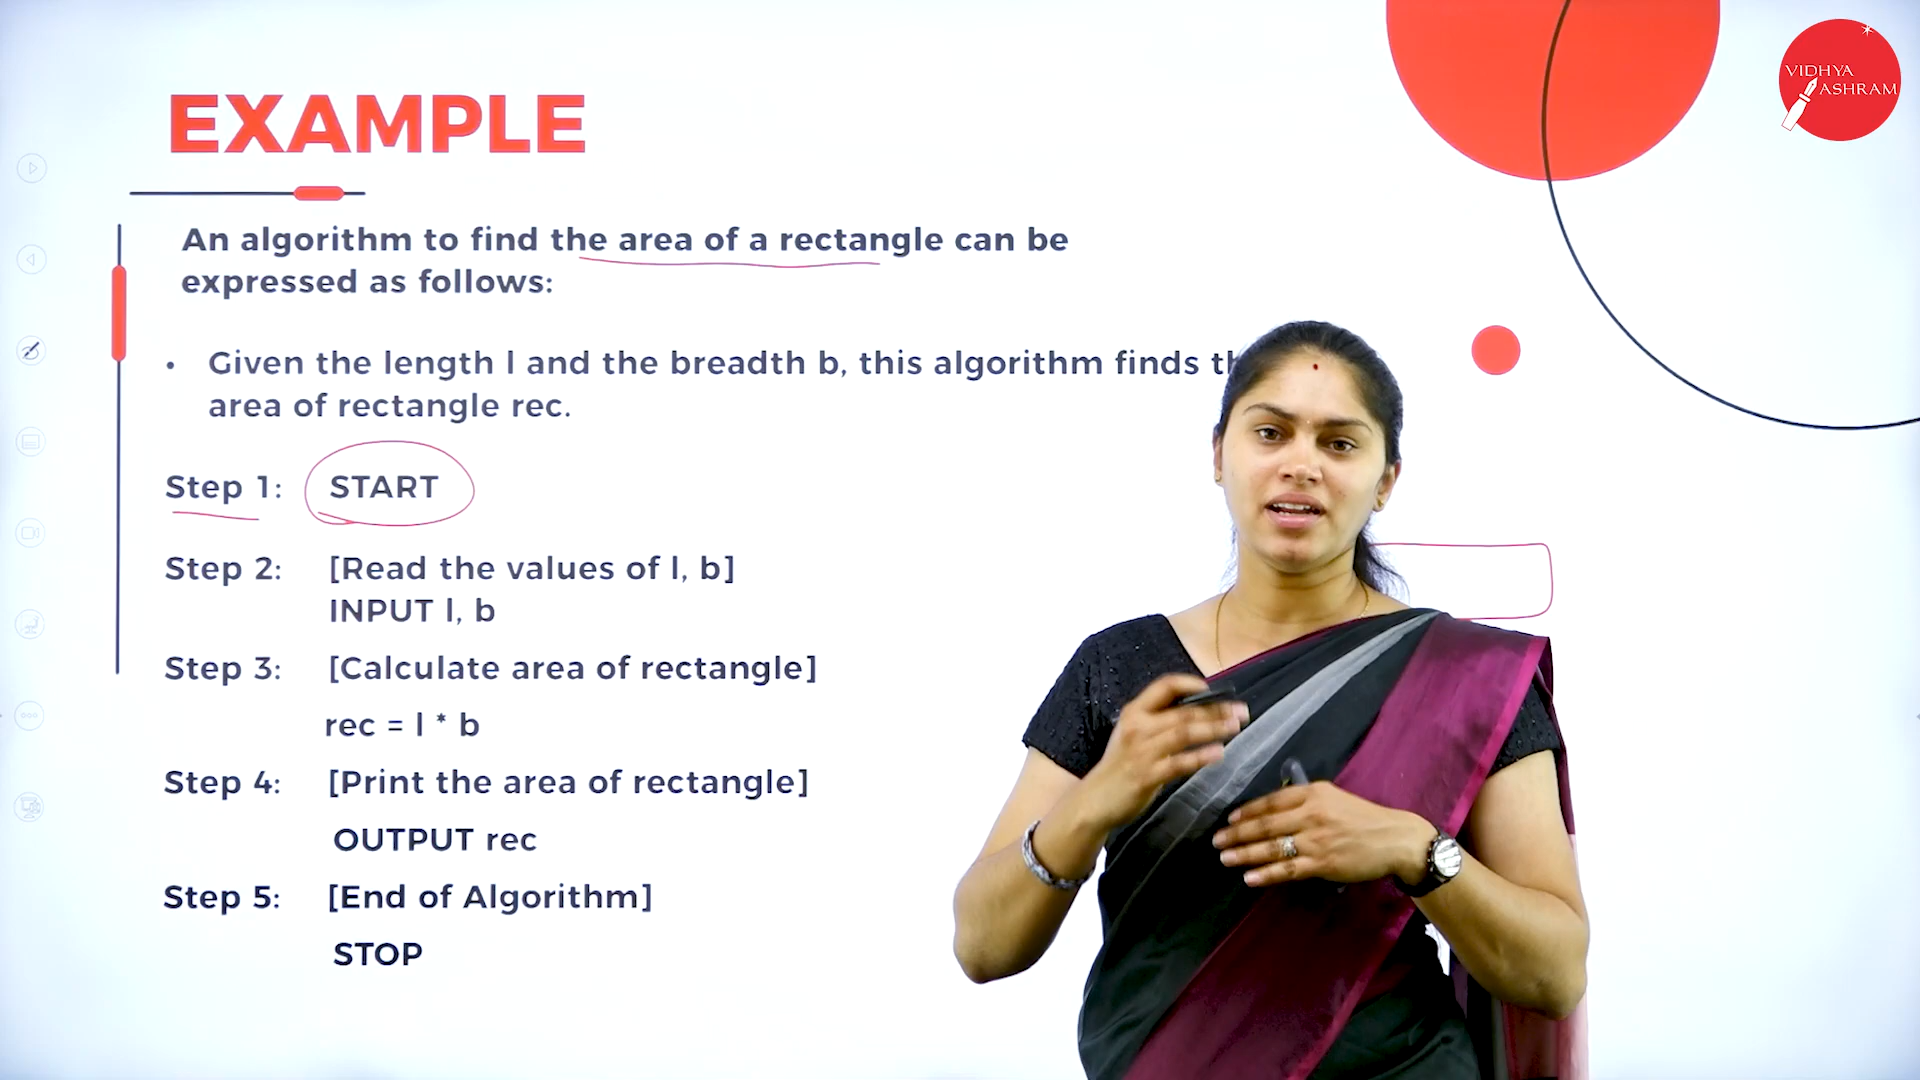 VIDHYA
ASHRAM
EXAMPLE
An algorithm to find the area of a rectangle can be
expressed as follows:
• Given the length l and the breadth b, this algorithm finds
area of rectangle rec.
Step 1: START
Step 2: [Read the values of l, b]
INPUT l, b
Step 3: [Calculate area of rectangle]
rec = l * b
Step 4: [Print the area of rectangle]
OUTPUT rec
Step 5: [End of Algorithm]
STOP